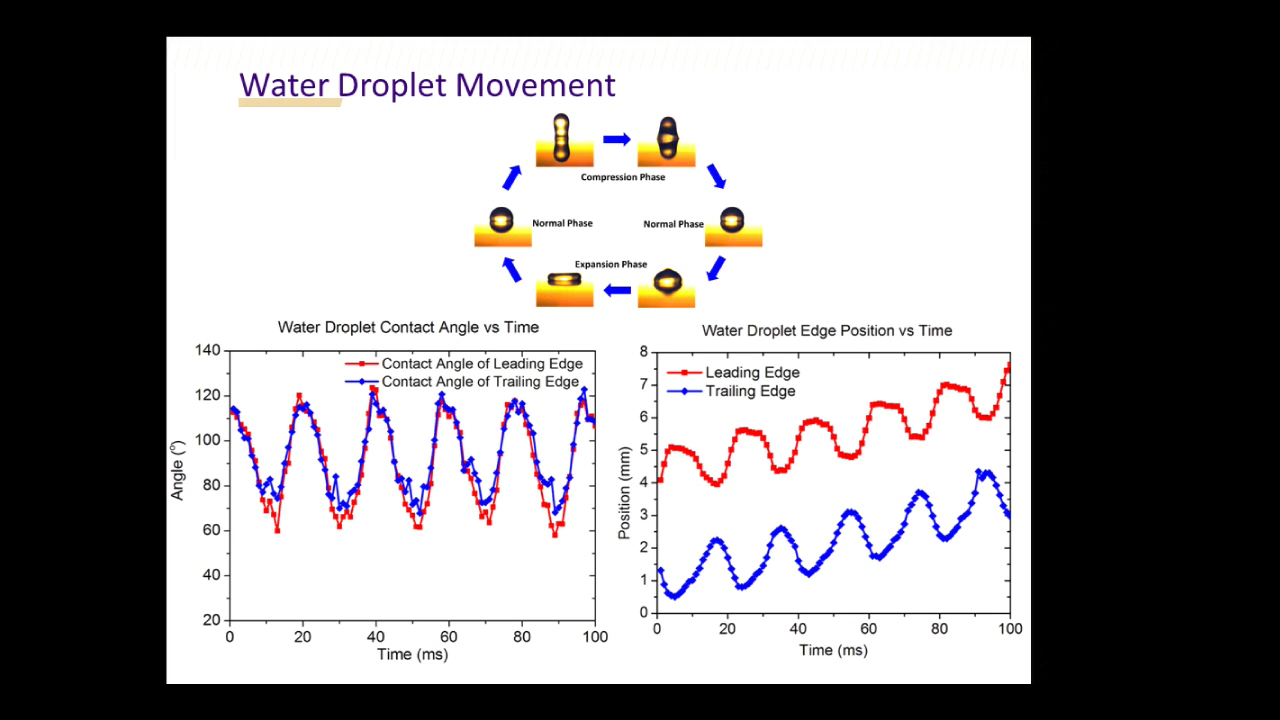 Water Droplet Movement
Compression Phase
Normal Phase
Normal Phase
Expansion Phase
Water Droplet Contact Angle vs Time
Contact Angle of Leading Edge
Contact Angle of Trailing Edge
140
120
100
80
60
40
20
Angle (°)
0
20
40
60
80
100
Time (ms)
Water Droplet Edge Position vs Time
Leading Edge
Trailing Edge
8
7
6
5
4
3
2
1
0
Position (mm)
0
20
40
60
80
100
Time (ms)